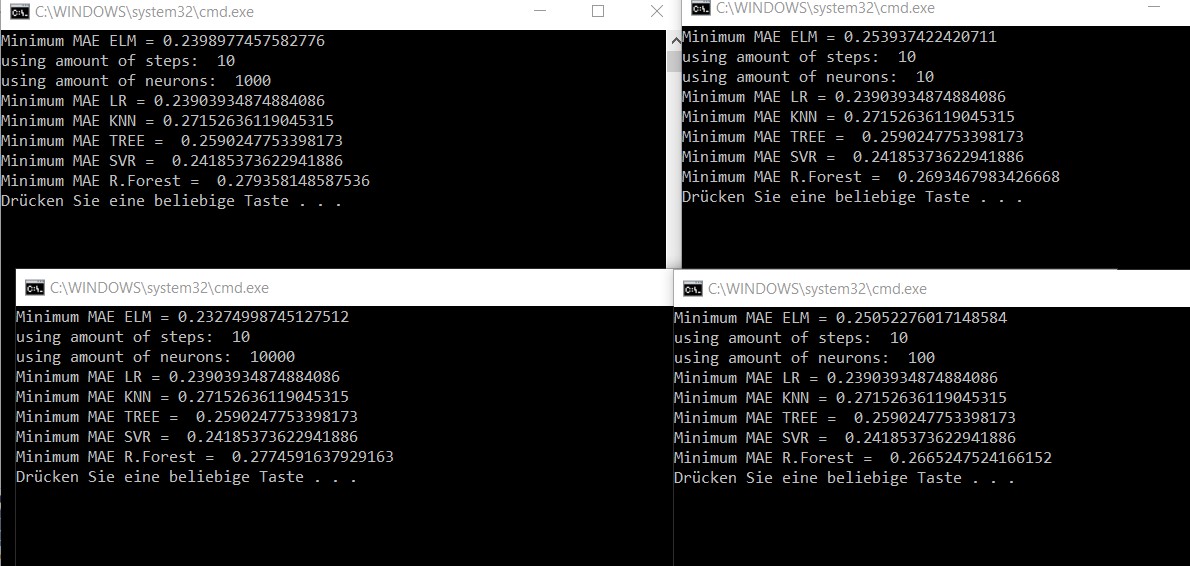 C:\WINDOWS\system32\cmd.exe
Minimum MAE ELM = 0.2398977457582776
using amount of steps:  10
using amount of neurons:  1000
Minimum MAE LR = 0.23903934874884086
Minimum MAE KNN = 0.27152636119045315
Minimum MAE TREE =  0.2590247753398173
Minimum MAE SVR =  0.24185373622941886
Minimum MAE R.Forest =  0.279358148587536
Drücken Sie eine beliebige Taste . . .
C:\WINDOWS\system32\cmd.exe
Minimum MAE ELM = 0.253937422420711
using amount of steps:  10
using amount of neurons:  10
Minimum MAE LR = 0.23903934874884086
Minimum MAE KNN = 0.27152636119045315
Minimum MAE TREE =  0.2590247753398173
Minimum MAE SVR =  0.24185373622941886
Minimum MAE R.Forest =  0.2693467983426668
Drücken Sie eine beliebige Taste . . .
C:\WINDOWS\system32\cmd.exe
Minimum MAE ELM = 0.23274998745127512
using amount of steps:  10
using amount of neurons:  10000
Minimum MAE LR = 0.23903934874884086
Minimum MAE KNN = 0.27152636119045315
Minimum MAE TREE =  0.2590247753398173
Minimum MAE SVR =  0.24185373622941886
Minimum MAE R.Forest =  0.2774591637929163
Drücken Sie eine beliebige Taste . . .
C:\WINDOWS\system32\cmd.exe
Minimum MAE ELM = 0.25052276017148584
using amount of steps:  10
using amount of neurons:  100
Minimum MAE LR = 0.23903934874884086
Minimum MAE KNN = 0.27152636119045315
Minimum MAE TREE =  0.2590247753398173
Minimum MAE SVR =  0.24185373622941886
Minimum MAE R.Forest =  0.2665247524166152
Drücken Sie eine beliebige Taste . . .